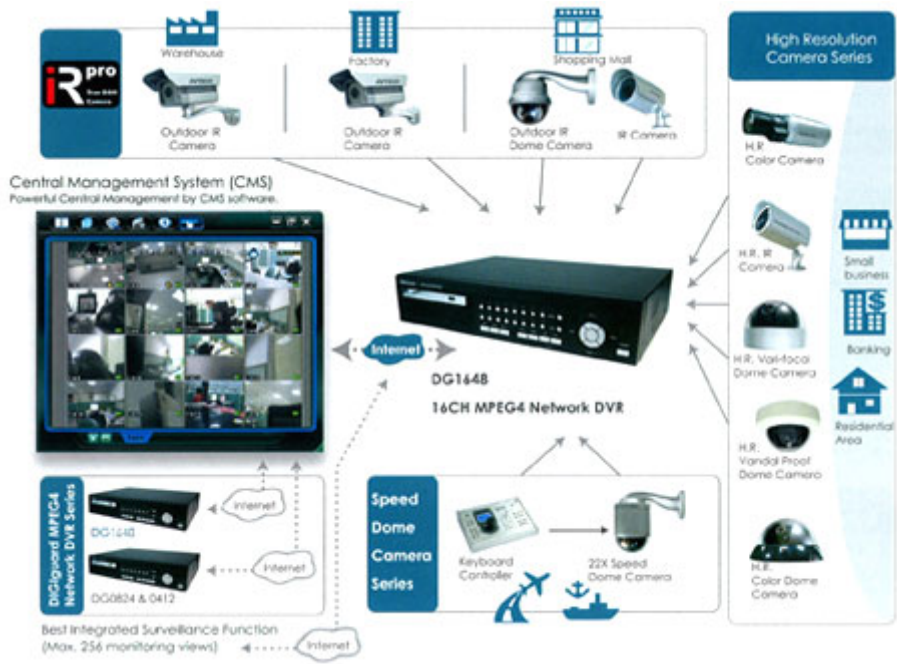 iR pro
True D&N
Camera
Warehouse
Factory
Shopping Mall
Outdoor IR
Camera
Outdoor IR
Camera
Outdoor IR
Dome Camera
IR Camera
High Resolution
Camera Series
H.R.
Color Camera
H.R. IR
Camera
H.R. Vari-focal
Dome Camera
H.R.
Vandal Proof
Dome Camera
H.R.
Color Dome
Camera
Small
business
Banking
Residential
Area
Central Management System (CMS)
Powerful Central Management by CMS software.
Internet
DG1648
16CH MPEG4 Network DVR
DiGiguard MPEG4
Network DVR Series
DG1648
Internet
DG0824 & 0412
Internet
Speed
Dome
Camera
Series
Keyboard
Controller
22X Speed
Dome Camera
Best Integrated Surveillance Function
(Max. 256 monitoring views)
Internet